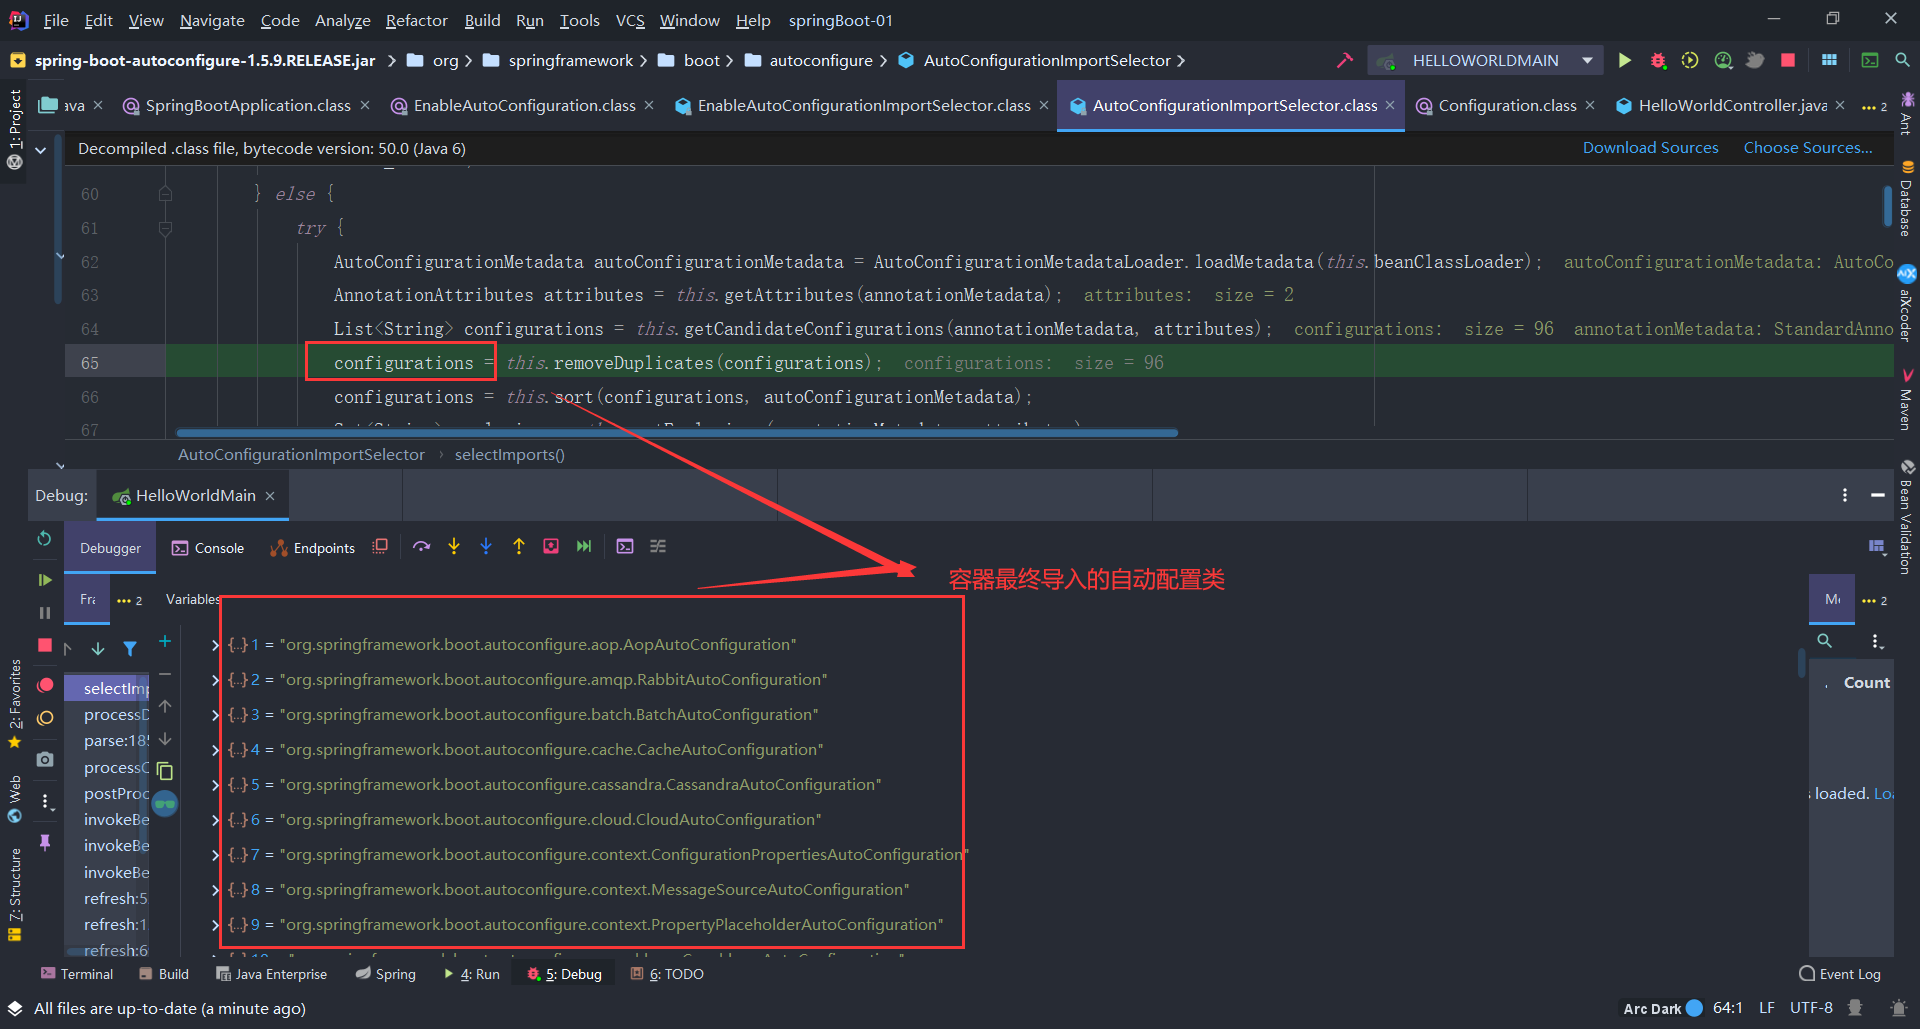 File Edit View Navigate Code Analyze Refactor Build Run Tools VCS Window Help springBoot-01
spring-boot-autoconfigure-1.5.9.RELEASE.jar org springframework boot autoconfigure AutoConfigurationImportSelector HELLOWORLDMAIN
ava SpringBootApplication.class EnableAutoConfiguration.class EnableAutoConfigurationImportSelector.class AutoConfigurationImportSelector.class Configuration.class HelloWorldController.java 2
Decompiled .class file, bytecode version: 50.0 (Java 6) Download Sources Choose Sources...
60 } else {
61 try {
62 AutoConfigurationMetadata autoConfigurationMetadata = AutoConfigurationMetadataLoader.loadMetadata(this.beanClassLoader); autoConfigurationMetadata: AutoCo
63 AnnotationAttributes attributes = this.getAttributes(annotationMetadata); attributes: size = 2
64 List<String> configurations = this.getCandidateConfigurations(annotationMetadata, attributes); configurations: size = 96 annotationMetadata: StandardAnno
65 configurations = this.removeDuplicates(configurations); configurations: size = 96
66 configurations = this.sort(configurations, autoConfigurationMetadata);
67
AutoConfigurationImportSelector selectImports()
Debug: HelloWorldMain
Debugger Console Endpoints
Fr 2 Variables
容器最终导入的自动配置类
{...} 1 = "org.springframework.boot.autoconfigure.aop.AopAutoConfiguration"
{...} 2 = "org.springframework.boot.autoconfigure.amqp.RabbitAutoConfiguration"
{...} 3 = "org.springframework.boot.autoconfigure.batch.BatchAutoConfiguration"
{...} 4 = "org.springframework.boot.autoconfigure.cache.CacheAutoConfiguration"
{...} 5 = "org.springframework.boot.autoconfigure.cassandra.CassandraAutoConfiguration"
{...} 6 = "org.springframework.boot.autoconfigure.cloud.CloudAutoConfiguration"
{...} 7 = "org.springframework.boot.autoconfigure.context.ConfigurationPropertiesAutoConfiguration"
{...} 8 = "org.springframework.boot.autoconfigure.context.MessageSourceAutoConfiguration"
{...} 9 = "org.springframework.boot.autoconfigure.context.PropertyPlaceholderAutoConfiguration"
selectImp
processD
parse:185
processC
postProc
invokeBe
invokeBe
invokeBe
refresh:5
refresh:1
refresh:6
2
Count
loaded. Loa
1: Project
2: Favorites
Web
7: Structure
Ant
Database
aiXcoder
Maven
Bean Validation
Terminal Build Java Enterprise Spring 4: Run 5: Debug 6: TODO Event Log
All files are up-to-date (a minute ago) Arc Dark 64:1 LF UTF-8